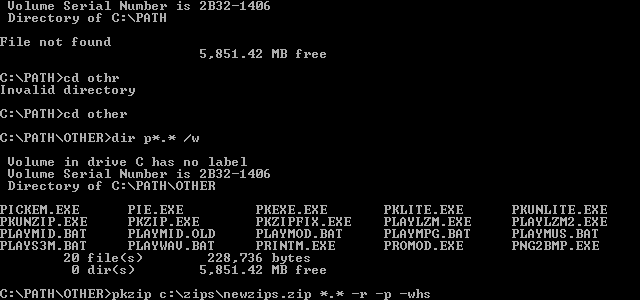 Volume Serial Number is 2B32-1406
Directory of C:\PATH
File not found
5,851.42 MB free
C:\PATH>cd othr
Invalid directory
C:\PATH>cd other
C:\PATH\OTHER>dir p*.* /w
Volume in drive C has no label
Volume Serial Number is 2B32-1406
Directory of C:\PATH\OTHER
PICKEM.EXE PIE.EXE PKEXE.EXE PKLITE.EXE PKUNLITE.EXE
PKUNZIP.EXE PKZIP.EXE PKZIPFIX.EXE PLAYLZM.EXE PLAYLZM2.EXE
PLAYMID.BAT PLAYMID.OLD PLAYMOD.BAT PLAYMPG.BAT PLAYMUS.BAT
PLAYS3M.BAT PLAYWAV.BAT PRINTM.EXE PROMOD.EXE PNG2BMP.EXE
20 file(s) 228,736 bytes
0 dir(s) 5,851.42 MB free
C:\PATH\OTHER>pkzip c:\zips\newzips.zip *.* -r -p -whs